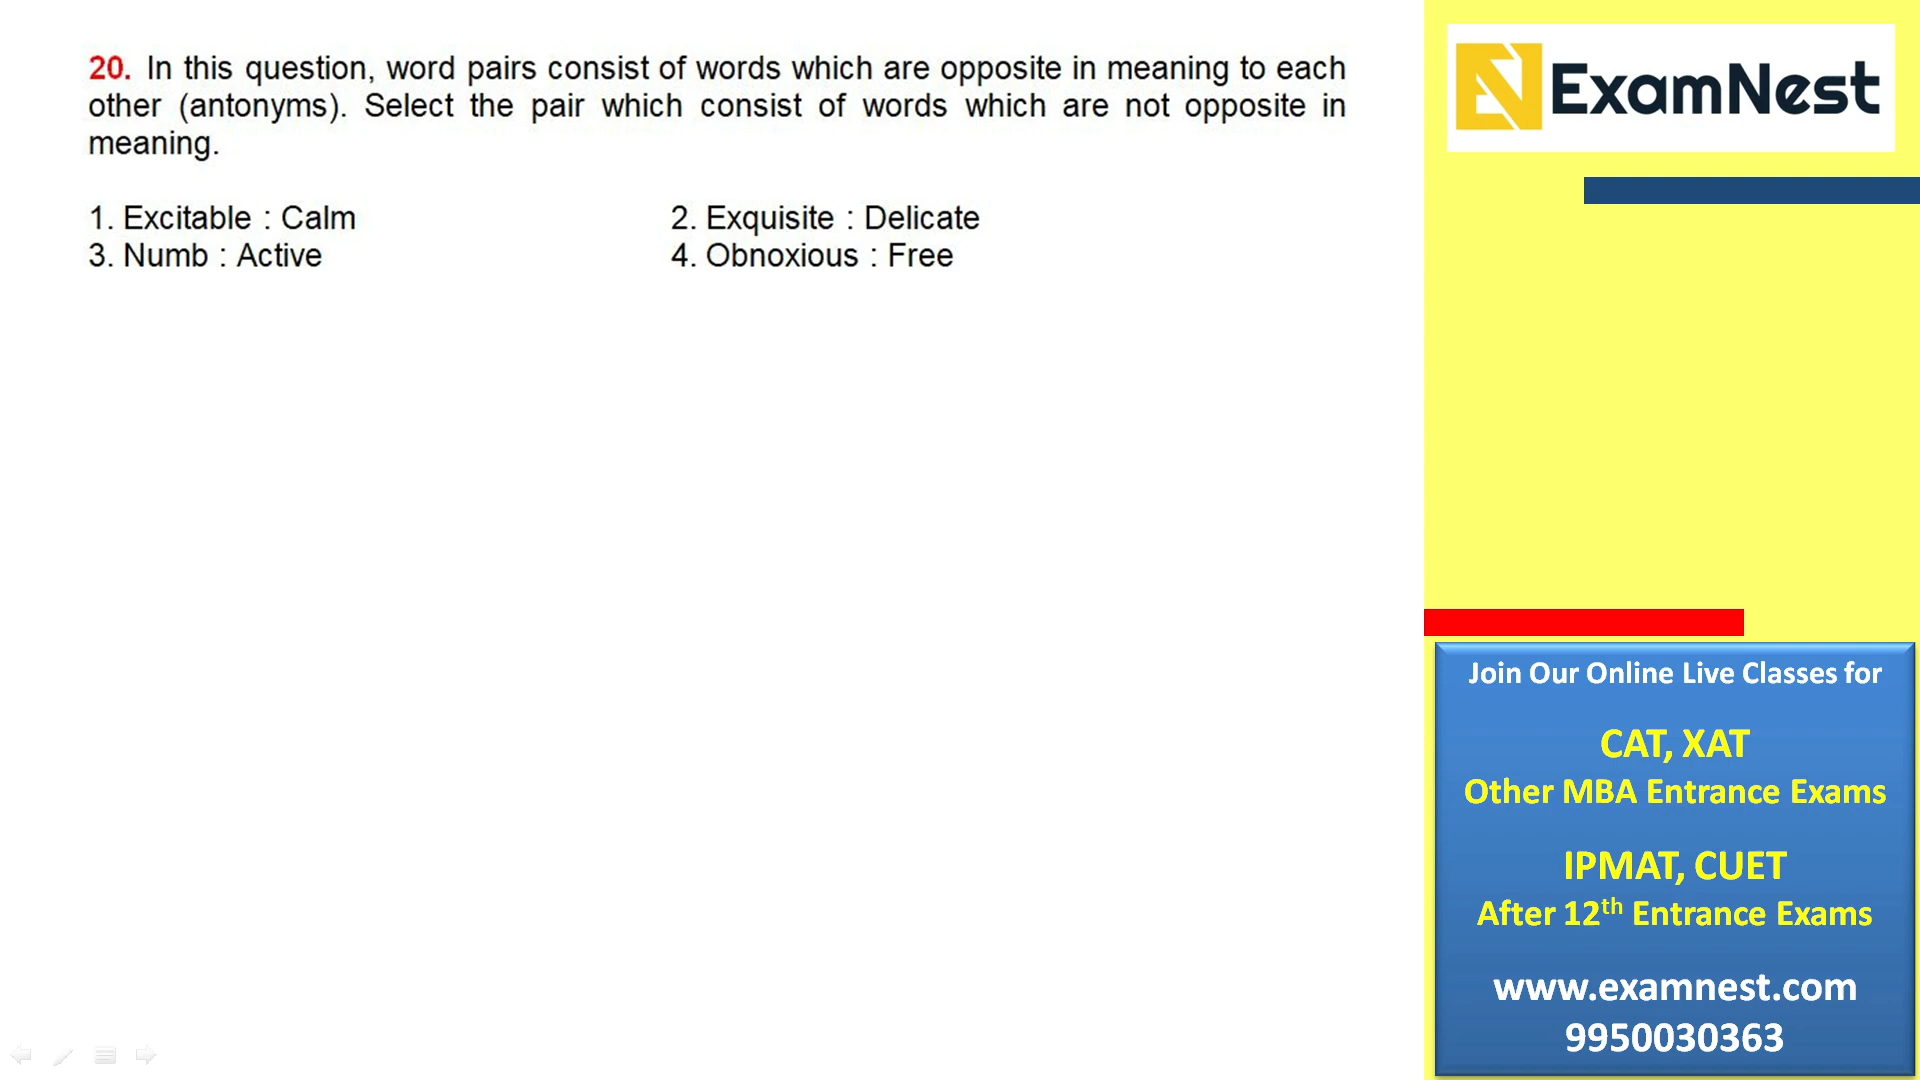 20. In this question, word pairs consist of words which are opposite in meaning to each
other (antonyms). Select the pair which consist of words which are not opposite in
meaning.
1. Excitable : Calm
2. Exquisite : Delicate
3. Numb : Active
4. Obnoxious : Free
ExamNest
Join Our Online Live Classes for
CAT, XAT
Other MBA Entrance Exams
IPMAT, CUET
After 12th Entrance Exams
www.examnest.com
9950030363